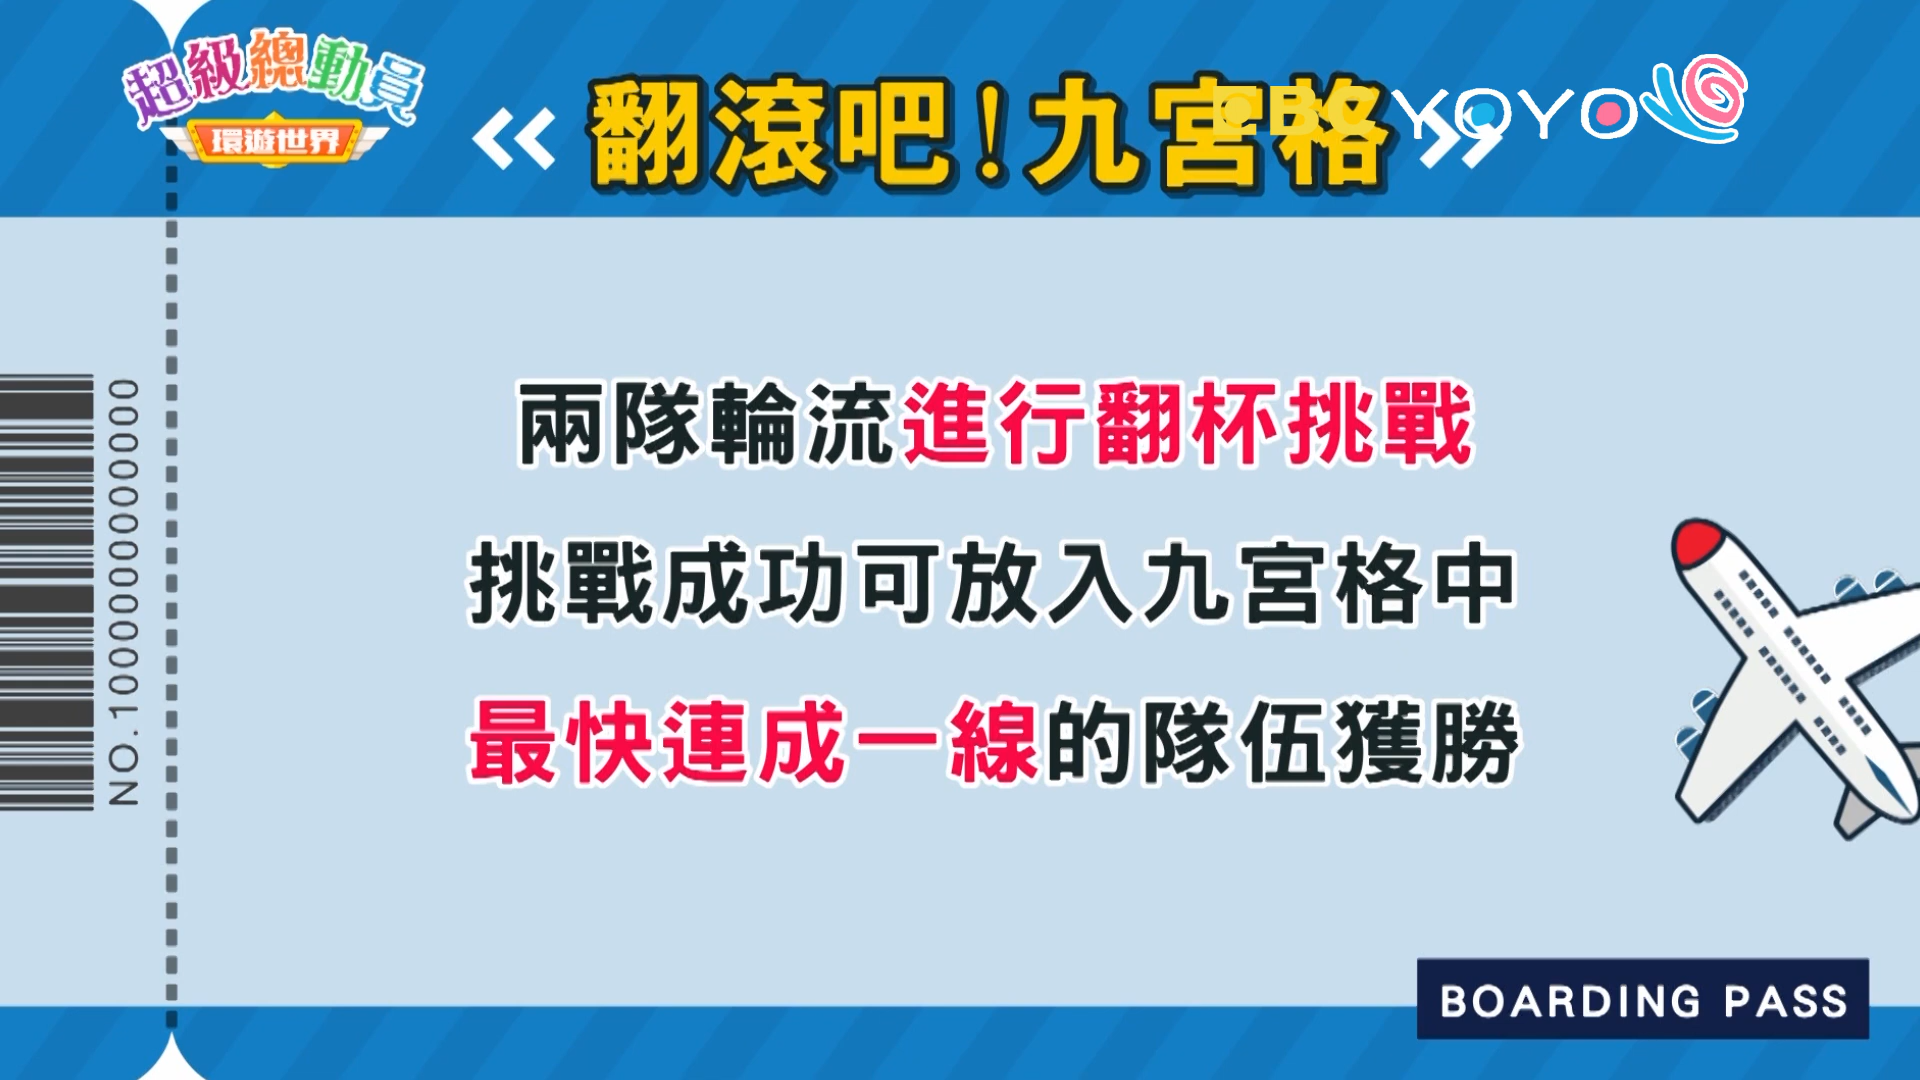 超級總動員
環遊世界
翻滾吧!九宮格
EBC YOYO
兩隊輪流進行翻杯挑戰
挑戰成功可放入九宮格中
最快連成一線的隊伍獲勝
BOARDING PASS